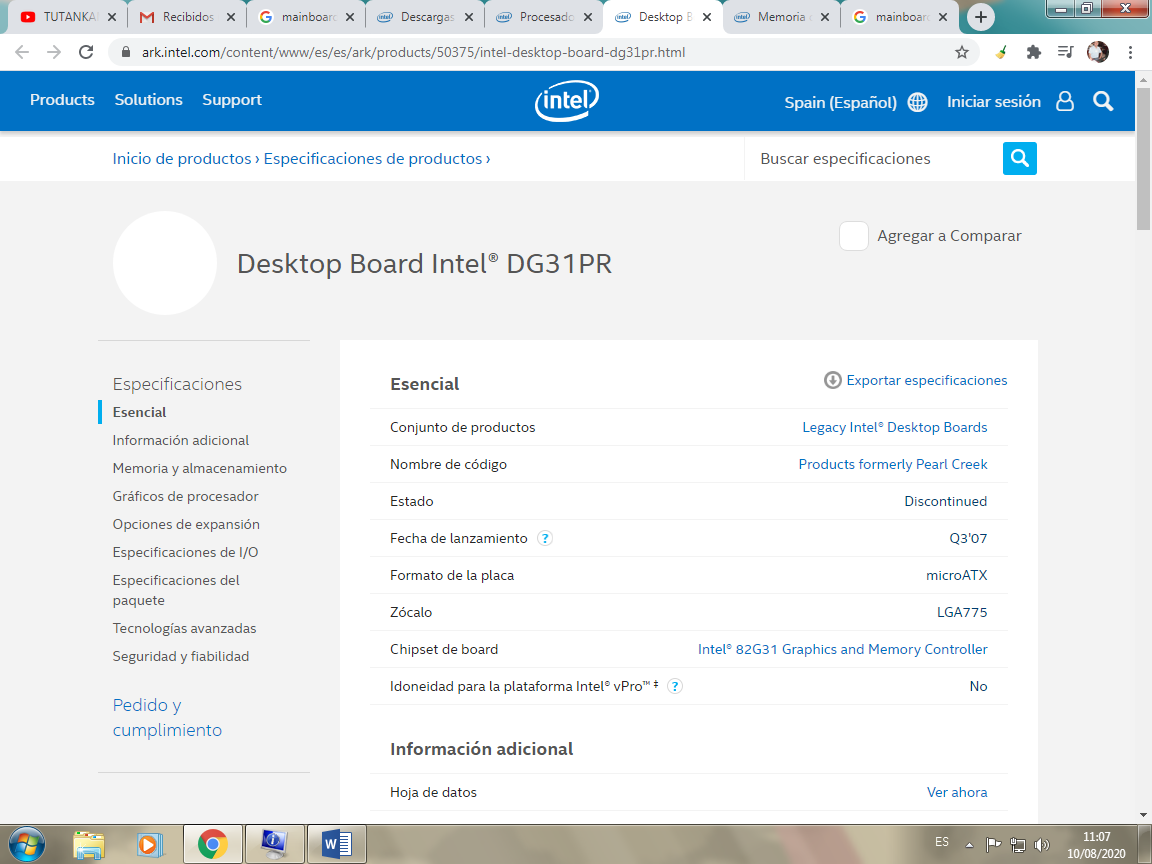 TUTANKA
Recibidos
mainboar
Descargas
Procesado
Desktop B
Memoria
mainboar
ark.intel.com/content/www/es/es/ark/products/50375/intel-desktop-board-dg31pr.html
Products Solutions Support
intel
Spain (Español)
Iniciar sesión
Inicio de productos › Especificaciones de productos ›
Buscar especificaciones
Desktop Board Intel® DG31PR
Agregar a Comparar
Especificaciones
Esencial
Información adicional
Memoria y almacenamiento
Gráficos de procesador
Opciones de expansión
Especificaciones de I/O
Especificaciones del
paquete
Tecnologías avanzadas
Seguridad y fiabilidad
Pedido y
cumplimiento
Esencial
Exportar especificaciones
Conjunto de productos Legacy Intel® Desktop Boards
Nombre de código Products formerly Pearl Creek
Estado Discontinued
Fecha de lanzamiento ? Q3'07
Formato de la placa microATX
Zócalo LGA775
Chipset de board Intel® 82G31 Graphics and Memory Controller
Idoneidad para la plataforma Intel® vPro™ ‡ ? No
Información adicional
Hoja de datos Ver ahora
ES
11:07
10/08/2020